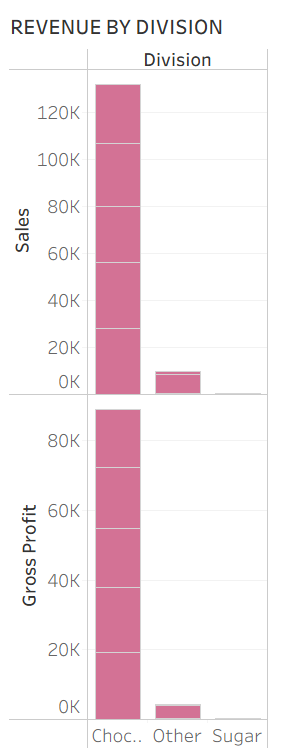 REVENUE BY DIVISION
Division
120K
100K
80K
60K
40K
20K
0K
Sales
80K
60K
40K
20K
0K
Gross Profit
Choc.. Other Sugar